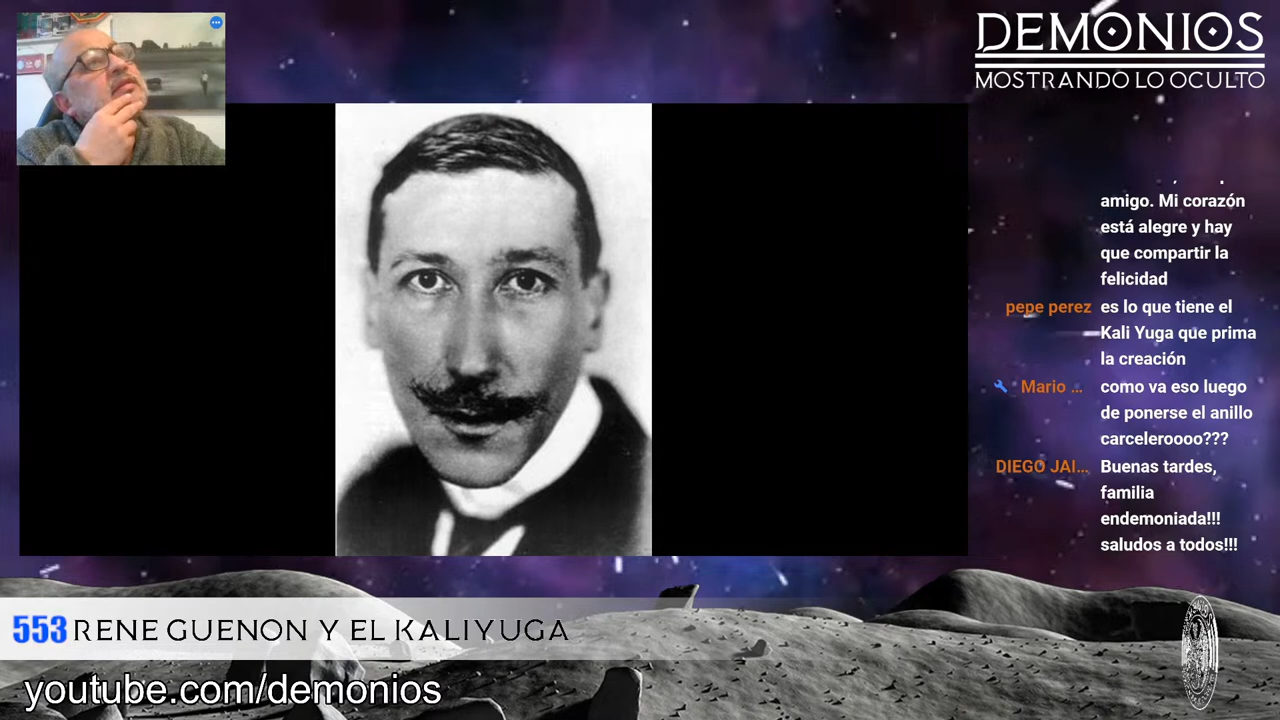 DEMONIOS
MOSTRANDO LO OCULTO
amigo. Mi corazón
está alegre y hay
que compartir la
felicidad
pepe perez es lo que tiene el
Kali Yuga que prima
la creación
Mario ... como va eso luego
de ponerse el anillo
carceleroooo???
DIEGO JAI... Buenas tardes,
familia
endemoniada!!!
saludos a todos!!!
553 RENE GUENON Y EL KALIYUGA
youtube.com/demonios